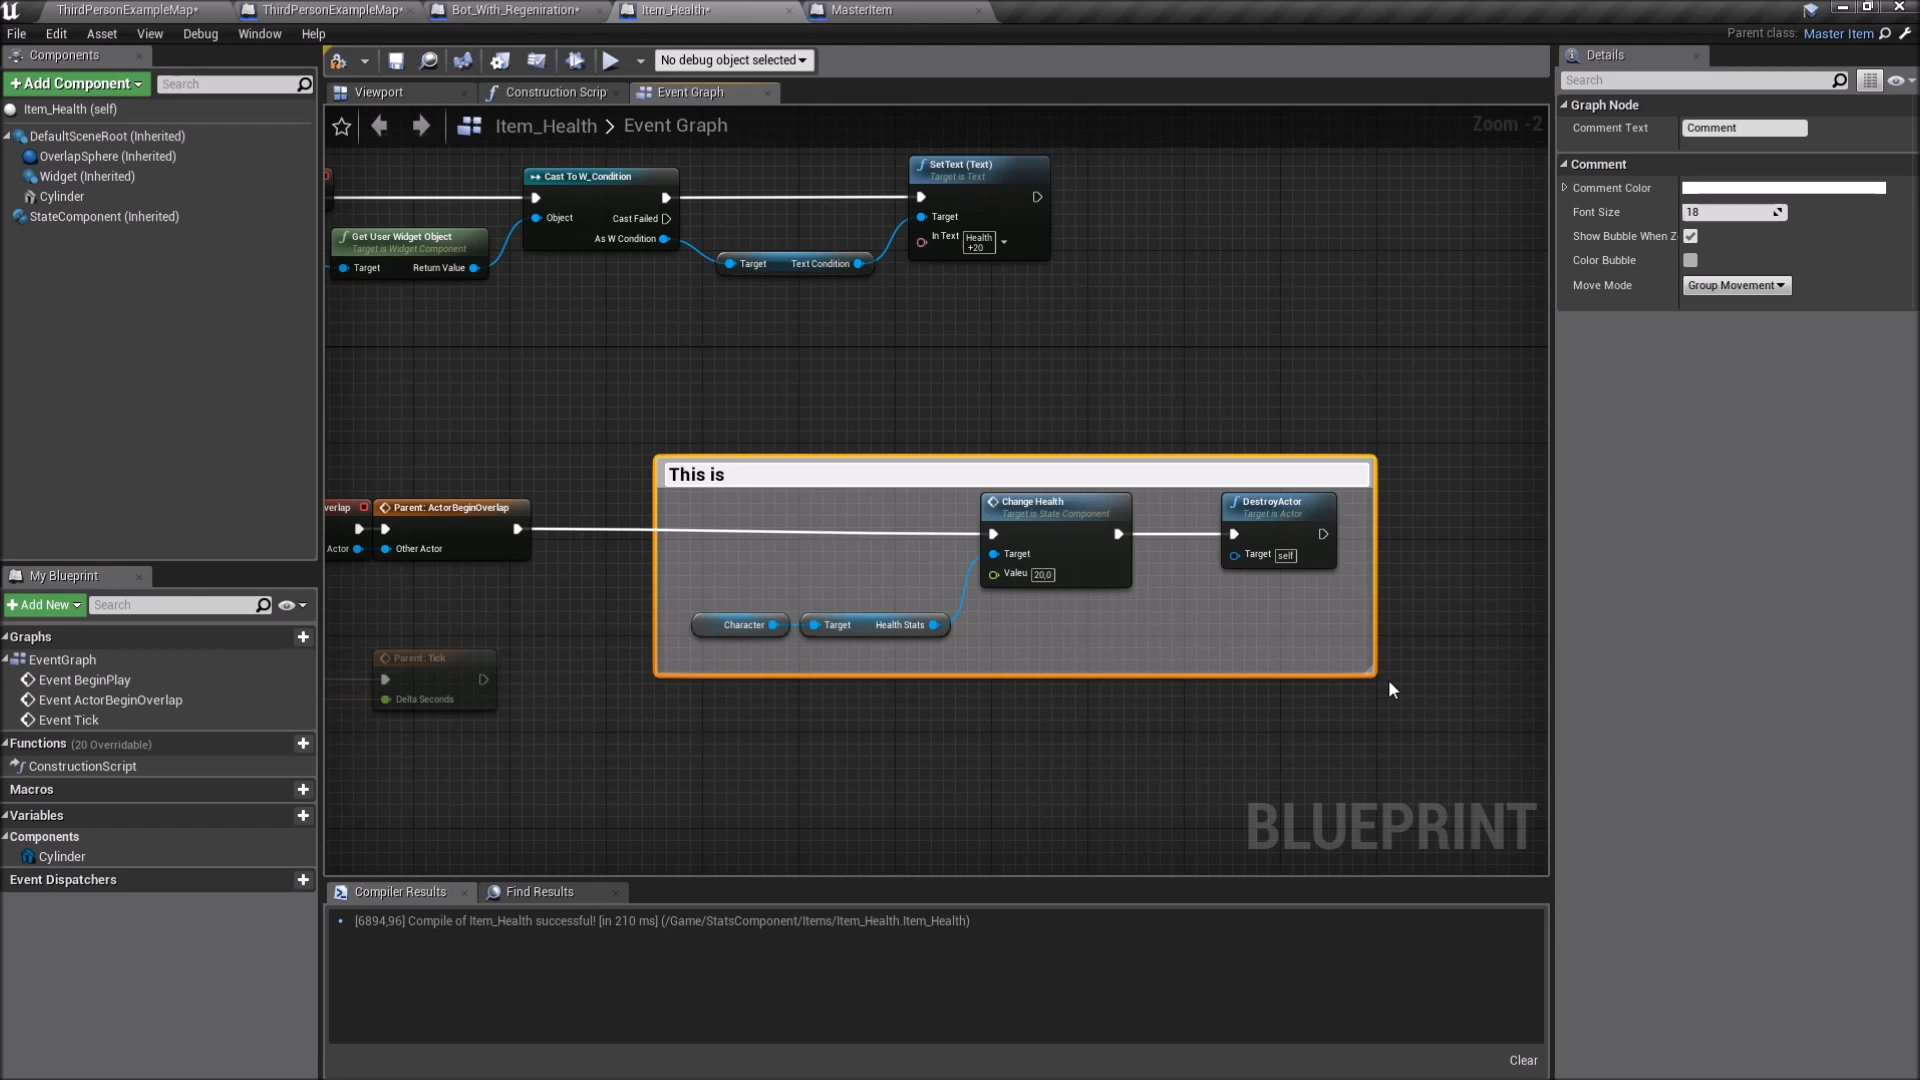 ThirdPersonExampleMap*
ThirdPersonExampleMap*
Bot_With_Regeniration*
Item_Health*
MasterItem
File Edit Asset View Debug Window Help
Parent class: Master Item
Components
+Add Component
Search
Item_Health (self)
DefaultSceneRoot (Inherited)
OverlapSphere (Inherited)
Widget (Inherited)
Cylinder
StateComponent (Inherited)
No debug object selected
Viewport
Construction Scrip
Event Graph
Item_Health > Event Graph
Zoom -2
Cast To W_Condition
Object
Cast Failed
As W Condition
Get User Widget Object
Target is Widget Component
Target
Return Value
Target
Text Condition
SetText (Text)
Target is Text
Target
In Text
Health
+20
This is
verlap
Actor
Parent: ActorBeginOverlap
Other Actor
Change Health
Target is State Component
Target
Valeu 20,0
DestroyActor
Target is Actor
Target self
Character
Target
Health Stats
Parent: Tick
Delta Seconds
BLUEPRINT
My Blueprint
+Add New
Search
Graphs
EventGraph
Event BeginPlay
Event ActorBeginOverlap
Event Tick
Functions (20 Overridable)
ConstructionScript
Macros
Variables
Components
Cylinder
Event Dispatchers
Compiler Results
Find Results
[6894,96] Compile of Item_Health successful! [in 210 ms] (/Game/StatsComponent/Items/Item_Health.Item_Health)
Clear
Details
Search
Graph Node
Comment Text
Comment
Comment
Comment Color
Font Size
18
Show Bubble When Z
Color Bubble
Move Mode
Group Movement